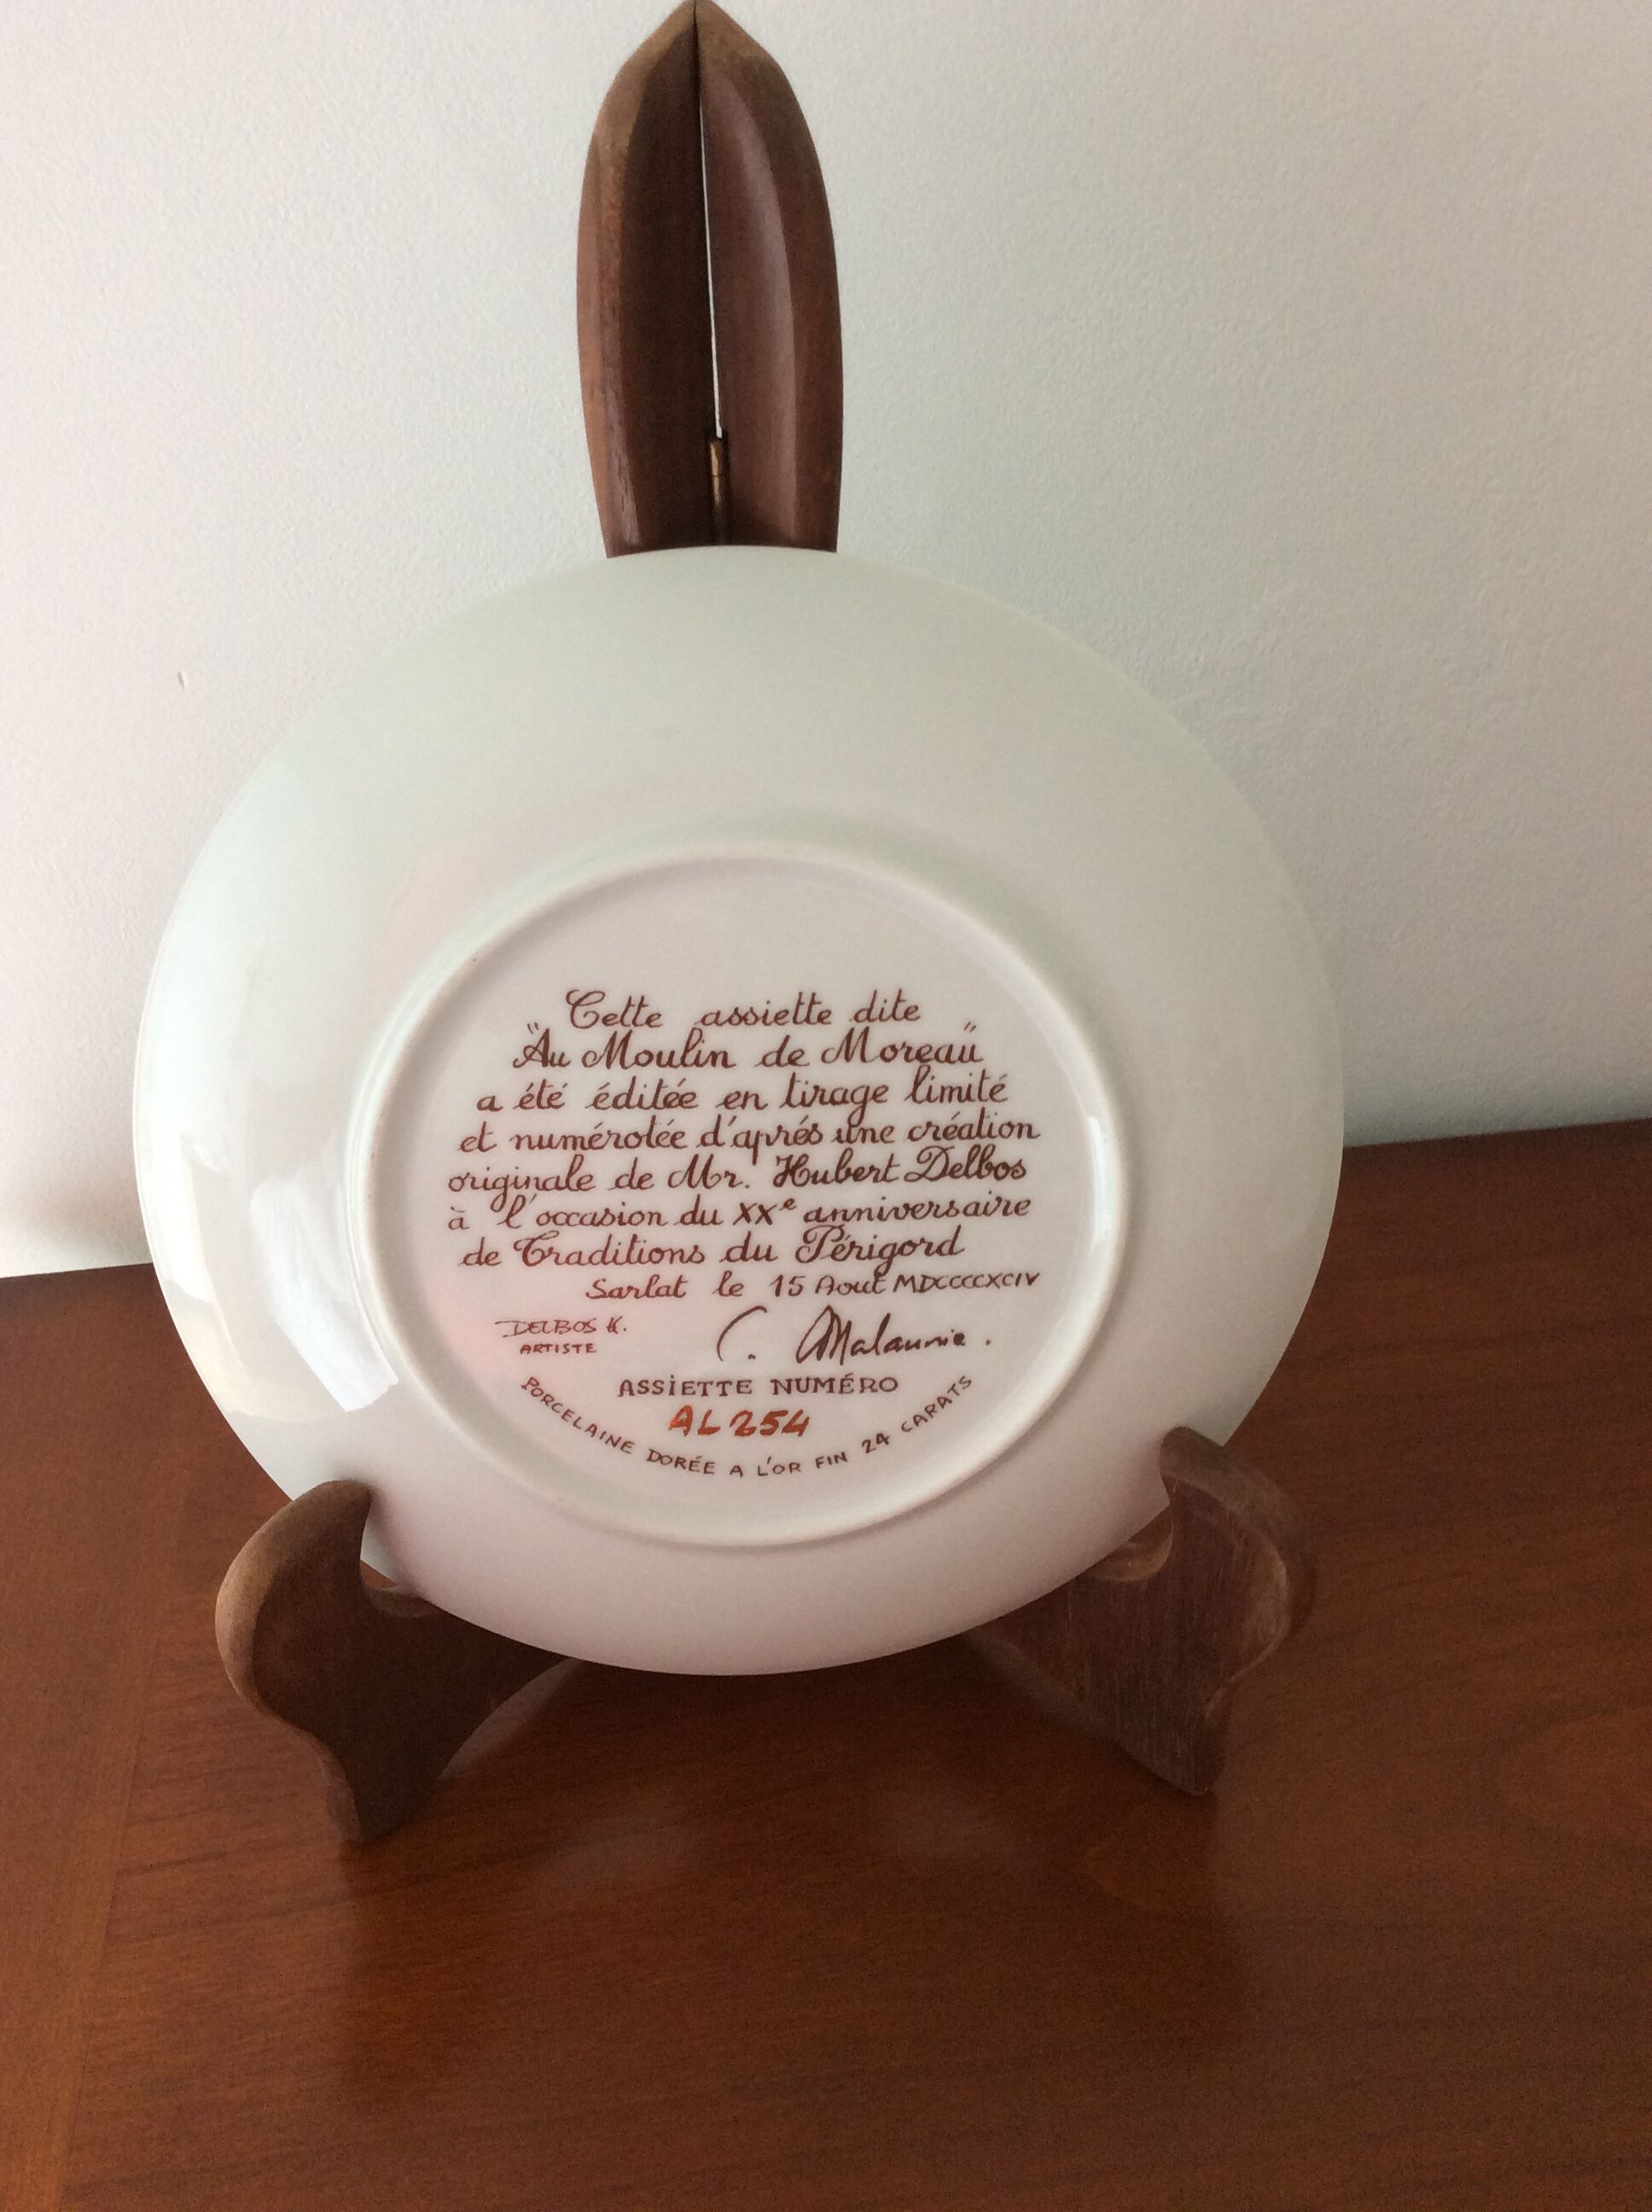 Cette assiette dite
"Au Moulin de Moreau"
a été éditée en tirage limité
et numérotée d'aprés une création
originale de Mr. Hubert Delbos
à l'occasion du XXe anniversaire
de Traditions du Périgord
Sarlat le 15 Aout MDCCCCXCIV
DELBOS H.
ARTISTE
C. Malaurie.
ASSIETTE NUMÉRO
AL 254
PORCELAINE DORÉE A L'OR FIN 24 CARATS